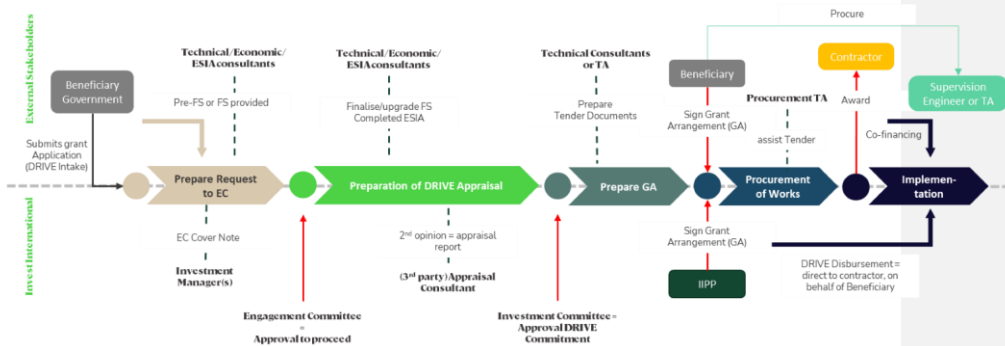 External Stakeholders
Invest International
Beneficiary
Government
Submits grant
Application
(DRIVE Intake)
Technical/Economic/
ESIA consultants
Pre-FS or FS provided
Prepare Request
to EC
EC Cover Note
Investment
Manager(s)
Engagement Committee
=
Approval to proceed
Technical/Economic/
ESIA consultants
Finalise/upgrade FS
Completed ESIA
Preparation of DRIVE Appraisal
2nd opinion = appraisal
report
(3rd party) Appraisal
Consultant
Investment Committee=
Approval DRIVE
Commitment
Technical Consultants
or TA
Prepare
Tender Documents
Prepare GA
Beneficiary
Sign Grant
Arrangement (GA)
Sign Grant
Arrangement (GA)
IIPP
Procurement TA
assist Tender
Procurement
of Works
Procure
Contractor
Award
Supervision
Engineer or TA
Co-financing
Implemen-
tation
DRIVE Disbursement=
direct to contractor, on
behalf of Beneficiary